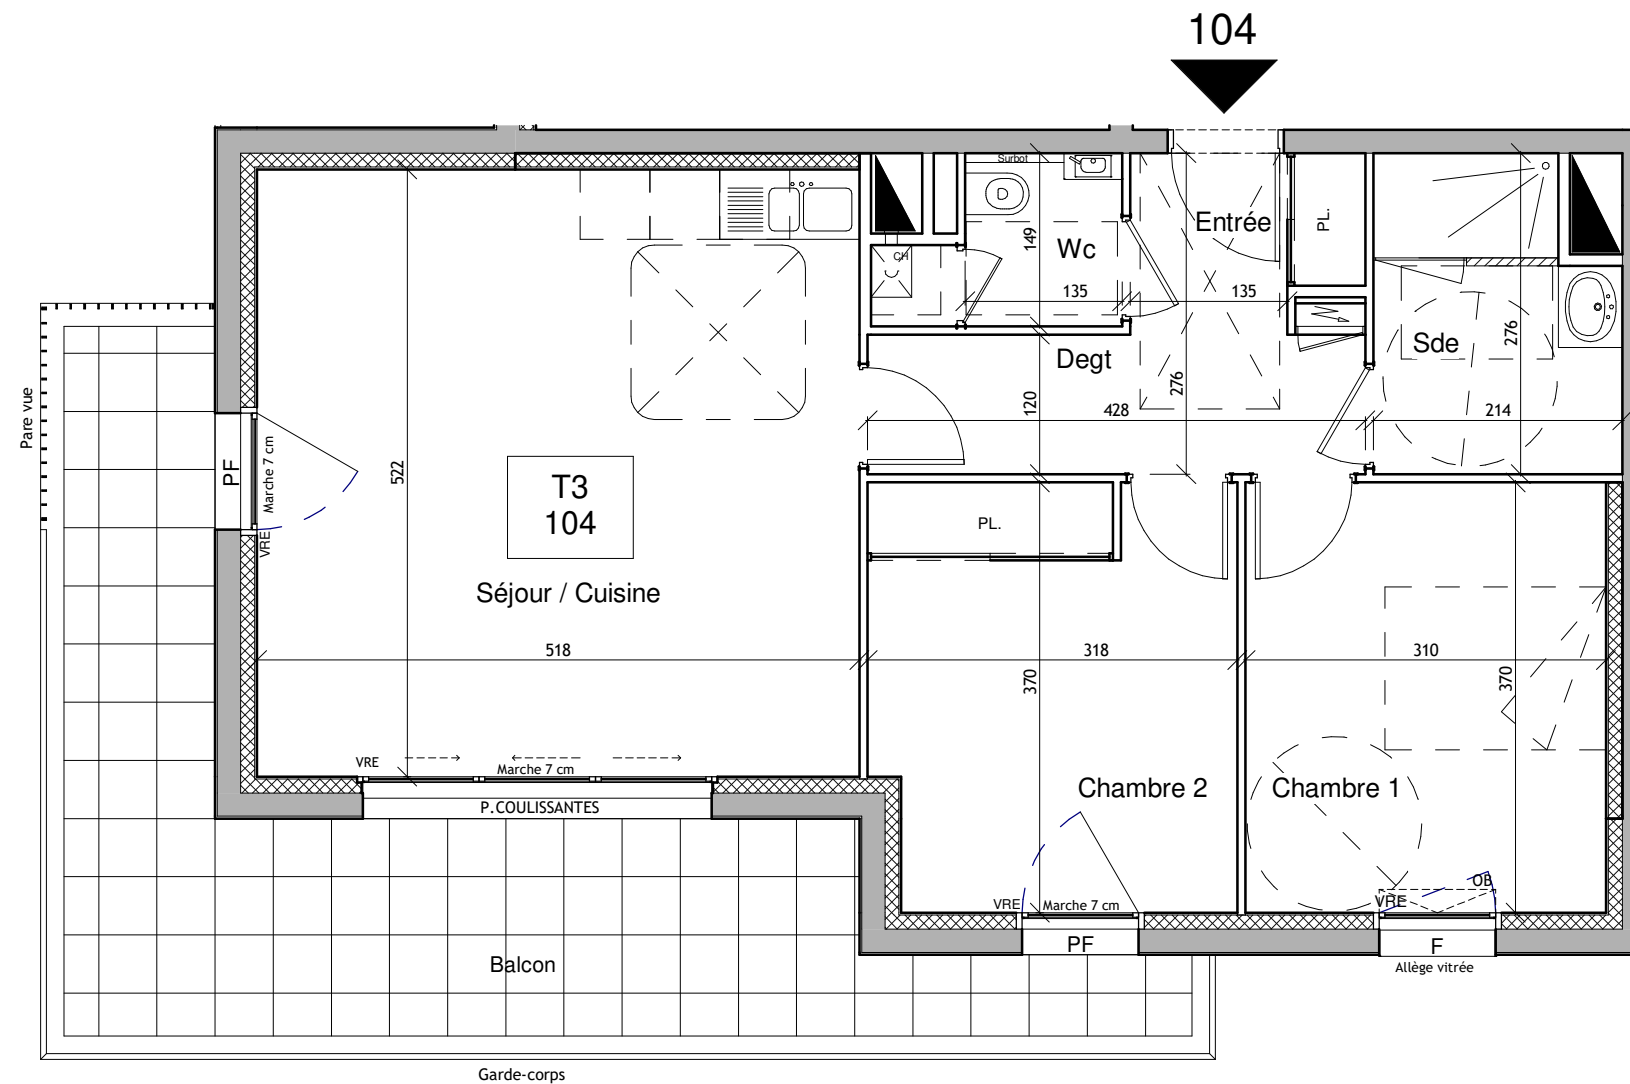 104
Surbot
D
Wc
149
135
CH
Entrée
135
PL.
Sde
276
Degt
276
120
428
214
Pare vue
PF
Marche 7 cm
VRE
522
T3
104
Séjour / Cuisine
PL.
518
318
310
370
370
VRE
Marche 7 cm
P.COULISSANTES
Chambre 2
Chambre 1
VRE
Marche 7 cm
PF
OB
VRE
F
Allège vitrée
Balcon
Garde-corps